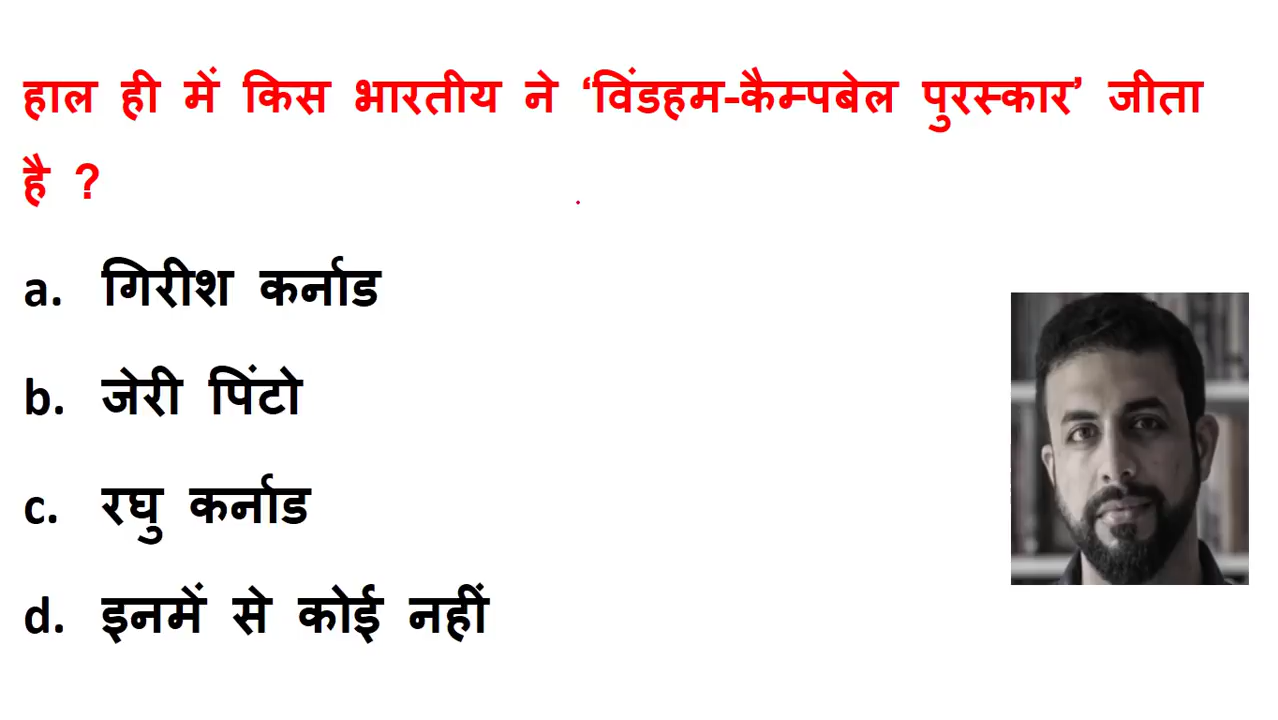 हाल ही में किस भारतीय ने ‘विंडहम-कैम्पबेल पुरस्कार’ जीता
है ?
a. गिरीश कर्नाड
b. जेरी पिंटो
c. रघु कर्नाड
d. इनमें से कोई नहीं